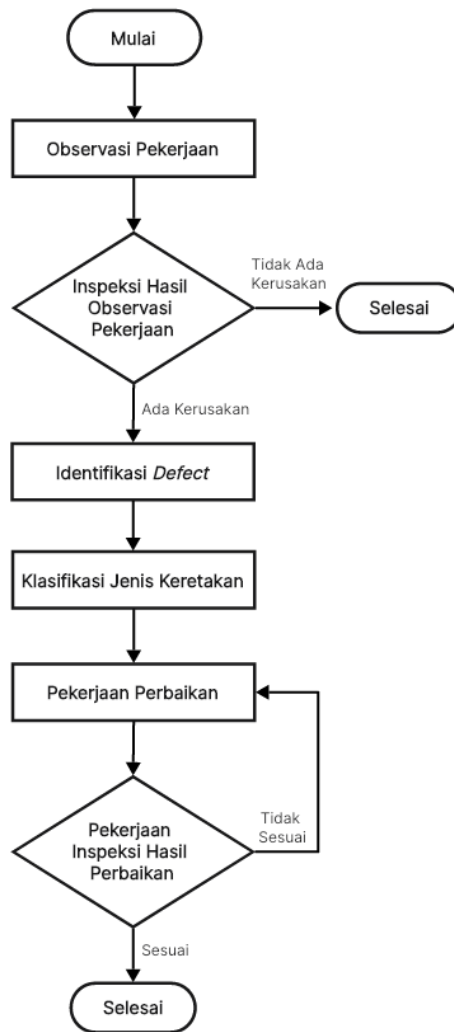 Mulai
Observasi Pekerjaan
Inspeksi Hasil
Observasi
Pekerjaan
Tidak Ada
Kerusakan
Selesai
Ada Kerusakan
Identifikasi Defect
Klasifikasi Jenis Keretakan
Pekerjaan Perbaikan
Pekerjaan
Inspeksi Hasil
Perbaikan
Tidak
Sesuai
Sesuai
Selesai